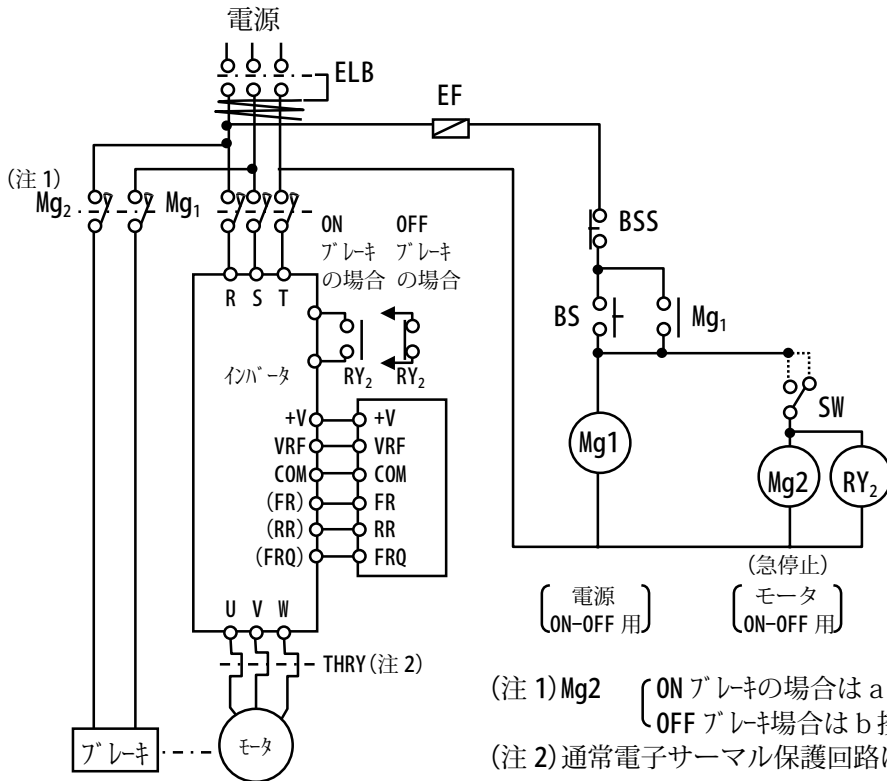 電源
ELB
EF
(注 1)
Mg₂
Mg₁
ON
ブレーキ
の場合
OFF
ブレーキ
の場合
BSS
R S T
BS
Mg₁
インバータ
RY₂
RY₂
SW
+V
VRF
COM
(FR)
(RR)
(FRQ)
+V
VRF
COM
FR
RR
FRQ
Mg1
Mg2
RY₂
(急停止)
電源
ON-OFF 用
モータ
ON-OFF 用
U V W
THRY(注 2)
ブレーキ
モータ
(注 1)Mg2
ON ブレーキの場合は a
OFF ブレーキ場合は b 接
(注 2)通常電子サーマル保護回路に